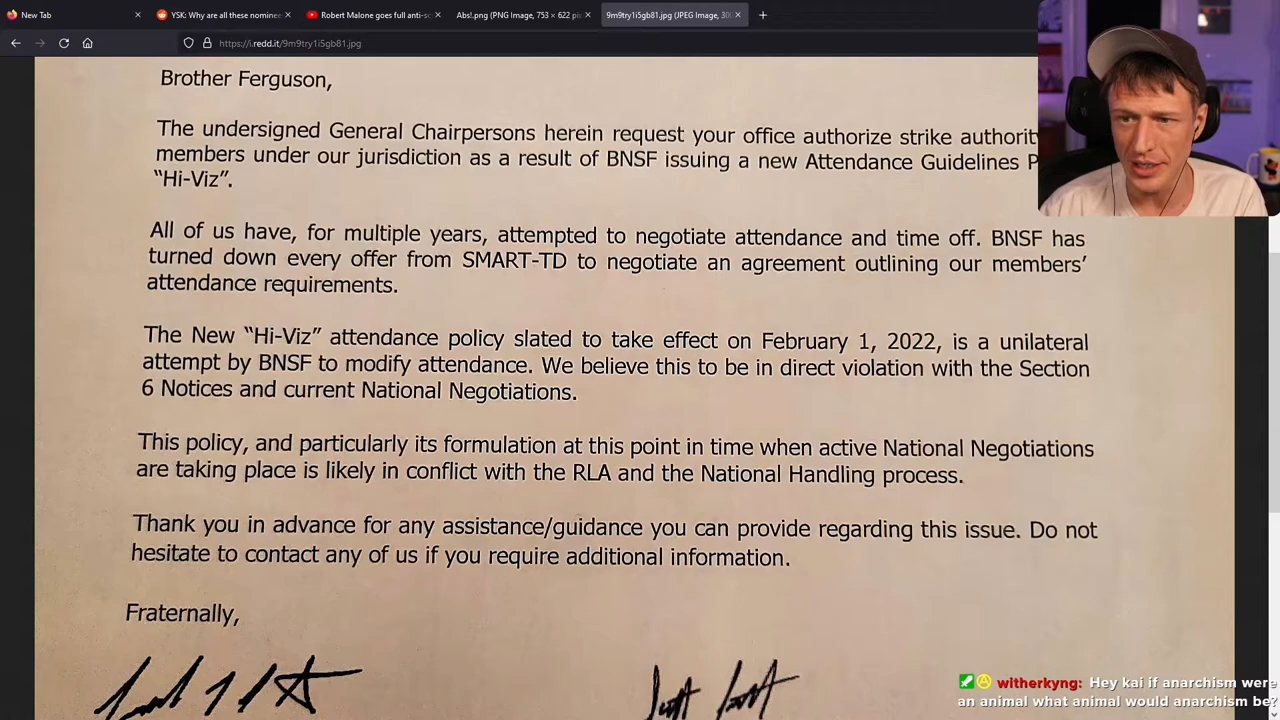 New Tab
YSK: Why are all these nominee
Robert Malone goes full anti-sc
Abs!.png (PNG Image, 753 × 622 pi
9m9try1i5gb81.jpg (JPEG Image, 30
https://i.redd.it/9m9try1i5gb81.jpg
Brother Ferguson,
The undersigned General Chairpersons herein request your office authorize strike authority
members under our jurisdiction as a result of BNSF issuing a new Attendance Guidelines P
“Hi-Viz”.
All of us have, for multiple years, attempted to negotiate attendance and time off. BNSF has
turned down every offer from SMART-TD to negotiate an agreement outlining our members’
attendance requirements.
The New “Hi-Viz” attendance policy slated to take effect on February 1, 2022, is a unilateral
attempt by BNSF to modify attendance. We believe this to be in direct violation with the Section
6 Notices and current National Negotiations.
This policy, and particularly its formulation at this point in time when active National Negotiations
are taking place is likely in conflict with the RLA and the National Handling process.
Thank you in advance for any assistance/guidance you can provide regarding this issue. Do not
hesitate to contact any of us if you require additional information.
Fraternally,
witherkyng: Hey kai if anarchism were
an animal what animal would anarchism be?